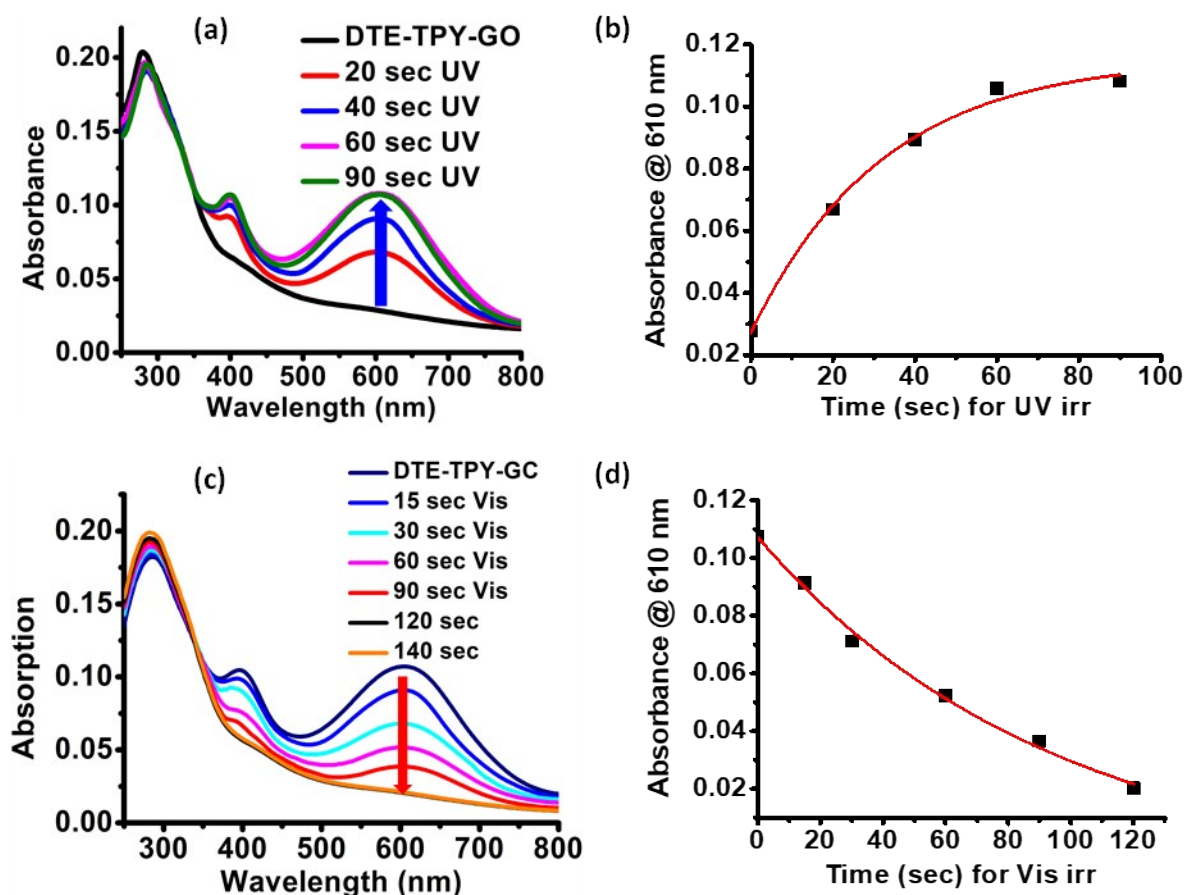 (a)
DTE-TPY-GO
20 sec UV
40 sec UV
60 sec UV
90 sec UV
Absorbance
0.20
0.15
0.10
0.05
0.00
300 400 500 600 700 800
Wavelength (nm)
(b)
Absorbance @ 610 nm
0.12
0.10
0.08
0.06
0.04
0.02
0 20 40 60 80 100
Time (sec) for UV irr
(c)
DTE-TPY-GC
15 sec Vis
30 sec Vis
60 sec Vis
90 sec Vis
120 sec
140 sec
Absorption
0.20
0.15
0.10
0.05
0.00
300 400 500 600 700 800
Wavelength (nm)
(d)
Absorbance @ 610 nm
0.12
0.10
0.08
0.06
0.04
0.02
0 20 40 60 80 100 120
Time (sec) for Vis irr